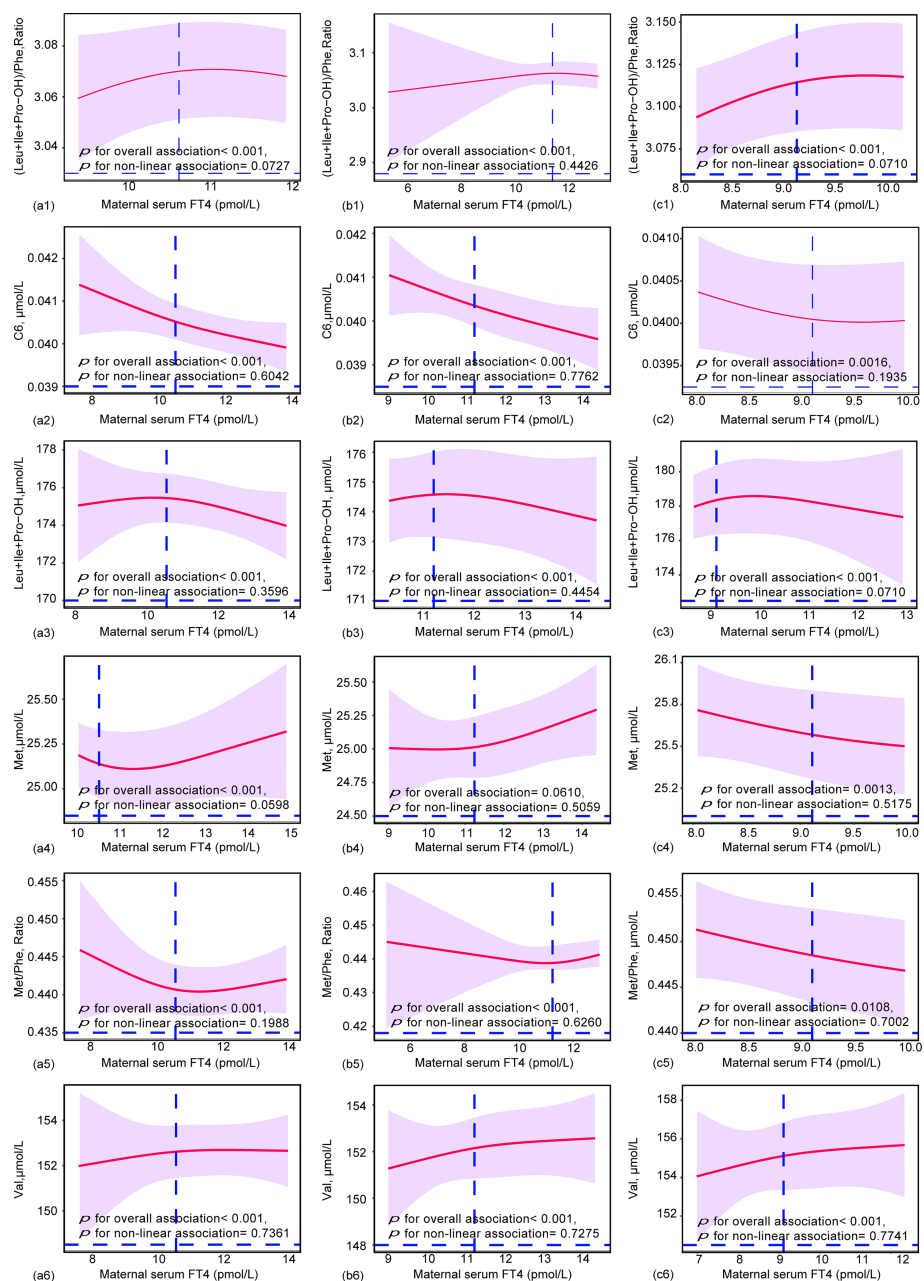 (Leu+Ile+Pro−OH)/Phe,Ratio
3.08
3.06
3.04
p for overall association< 0.001,
p for non−linear association= 0.0727
10
11
12
(a1)
Maternal serum FT4 (pmol/L)
(Leu+Ile+Pro−OH)/Phe,Ratio
3.1
3.0
2.9
p for overall association< 0.001,
p for non−linear association= 0.4426
6
8
10
12
(b1)
Maternal serum FT4 (pmol/L)
(Leu+Ile+Pro−OH)/Phe,Ratio
3.150
3.125
3.100
3.075
p for overall association< 0.001,
p for non−linear association= 0.0710
8.5
9.0
9.5
10.0
8.
(c1)
Maternal serum FT4 (pmol/L)
C6, µmol/L
0.042
0.041
0.040
0.039
p for overall association< 0.001,
p for non−linear association= 0.6042
8
10
12
14
(a2)
Maternal serum FT4 (pmol/L)
C6,µmol/L
0.042
0.041
0.040
0.039
p for overall association< 0.001,
p for non−linear association= 0.7762
9
10
11
12
13
14
(b2)
Maternal serum FT4 (pmol/L)
C6, µmol/L
0.0410
0.0405
0.0400
0.0395
p for overall association= 0.0016,
p for non−linear association= 0.1935
8.0
8.5
9.0
9.5
10.0
(c2)
Maternal serum FT4 (pmol/L)
Leu+Ile+Pro−OH,µmol/L
178
176
174
172
170
p for overall association< 0.001,
p for non−linear association= 0.3596
8
10
12
14
(a3)
Maternal serum FT4 (pmol/L)
Leu+Ile+Pro−OH, µmol/L
176
175
174
173
172
171
p for overall association< 0.001,
p for non−linear association= 0.4454
11
12
13
14
(b3)
Maternal serum FT4 (pmol/L)
Leu+Ile+Pro−OH, µmol/L
180
178
176
174
p for overall association< 0.001,
p for non−linear association= 0.0710
9
10
11
12
13
(c3)
Maternal serum FT4 (pmol/L)
Met,µmol/L
25.50
25.25
25.00
p for overall association< 0.001,
p for non−linear association= 0.0598
10
11
12
13
14
15
(a4)
Maternal serum FT4 (pmol/L)
Met, µmol/L
25.50
25.25
25.00
24.75
24.50
p for overall association= 0.0610,
p for non−linear association= 0.5059
9
10
11
12
13
14
(b4)
Maternal serum FT4 (pmol/L)
Met, µmol/L
26.1
25.8
25.5
25.2
p for overall association= 0.0013,
p for non−linear association= 0.5175
8.0
8.5
9.0
9.5
10.0
(c4)
Maternal serum FT4 (pmol/L)
Met/Phe, Ratio
0.455
0.450
0.445
0.440
0.435
p for overall association< 0.001,
p for non−linear association= 0.1988
8
10
12
14
(a5)
Maternal serum FT4 (pmol/L)
Met/Phe, Ratio
0.46
0.44
0.43
0.42
p for overall association< 0.001,
p for non−linear association= 0.6260
6
8
10
12
(b5)
Maternal serum FT4 (pmol/L)
Met/Phe, µmol/L
0.455
0.450
0.445
0.440
p for overall association= 0.0108,
p for non−linear association= 0.7002
8.0
8.5
9.0
9.5
10.0
(c5)
Maternal serum FT4 (pmol/L)
Val,µmol/L
154
152
150
p for overall association< 0.001,
p for non−linear association= 0.7361
8
10
12
14
(a6)
Maternal serum FT4 (pmol/L)
Val, µmol/L
154
152
150
148
p for overall association< 0.001,
p for non−linear association= 0.7275
9
10
11
12
13
14
(b6)
Maternal serum FT4 (pmol/L)
Val, µmol/L
158
156
154
152
p for overall association< 0.001,
p for non−linear association= 0.7741
7
8
9
10
11
12
(c6)
Maternal serum FT4 (pmol/L)